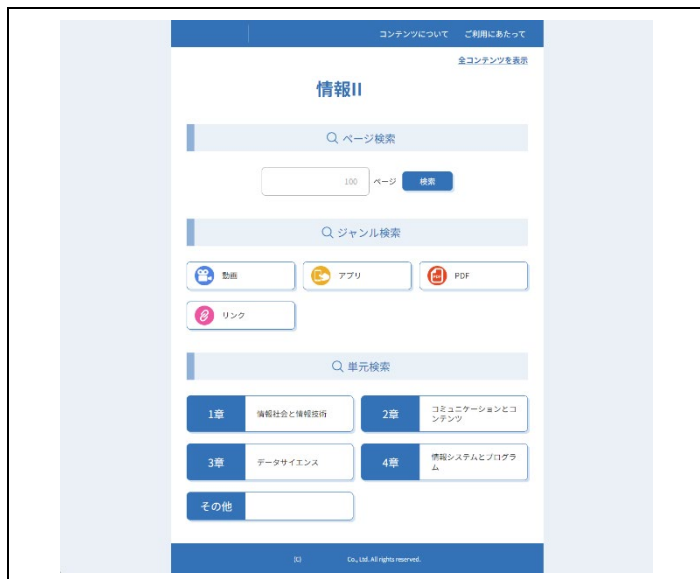 コンテンツについて ご利用にあたって
全コンテンツを表示
情報II
ページ検索
100 ページ 検索
ジャンル検索
動画 アプリ PDF
リンク
単元検索
1章 情報社会と情報技術 2章 コミュニケーションとコ
ンテンツ
3章 データサイエンス 4章 情報システムとプログラ
ム
その他
(C) Co., Ltd. All rights reserved.